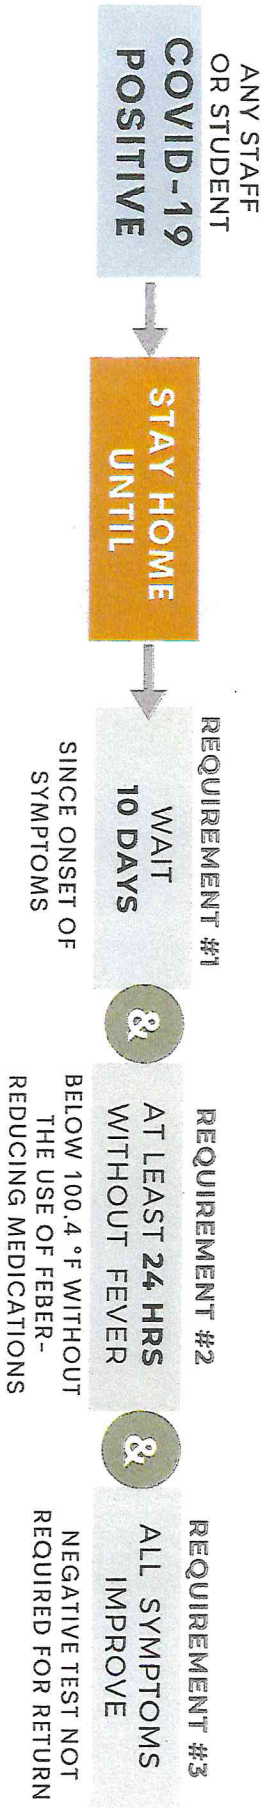 ANY STAFF
OR STUDENT
COVID-19
POSITIVE
STAY HOME
UNTIL
REQUIREMENT #1
WAIT
10 DAYS
SINCE ONSET OF
SYMPTOMS
&
REQUIREMENT #2
AT LEAST 24 HRS
WITHOUT FEVER
BELOW 100.4 °F WITHOUT
THE USE OF FEBER-
REDUCING MEDICATIONS
&
REQUIREMENT #3
ALL SYMPTOMS
IMPROVE
NEGATIVE TEST NOT
REQUIRED FOR RETURN